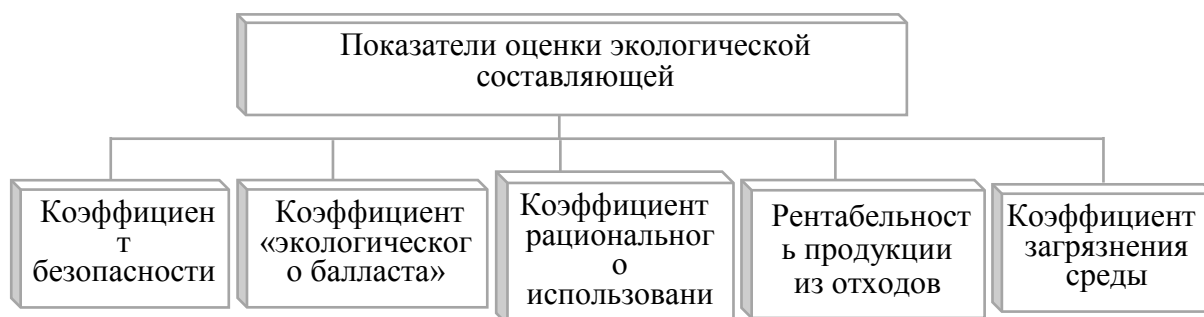 Показатели оценки экологической
составляющей
Коэффициен
т
безопасности
Коэффициент
«экологическог
о балласта»
Коэффициент
рациональног
о
использовани
Рентабельност
ь продукции
из отходов
Коэффициент
загрязнения
среды